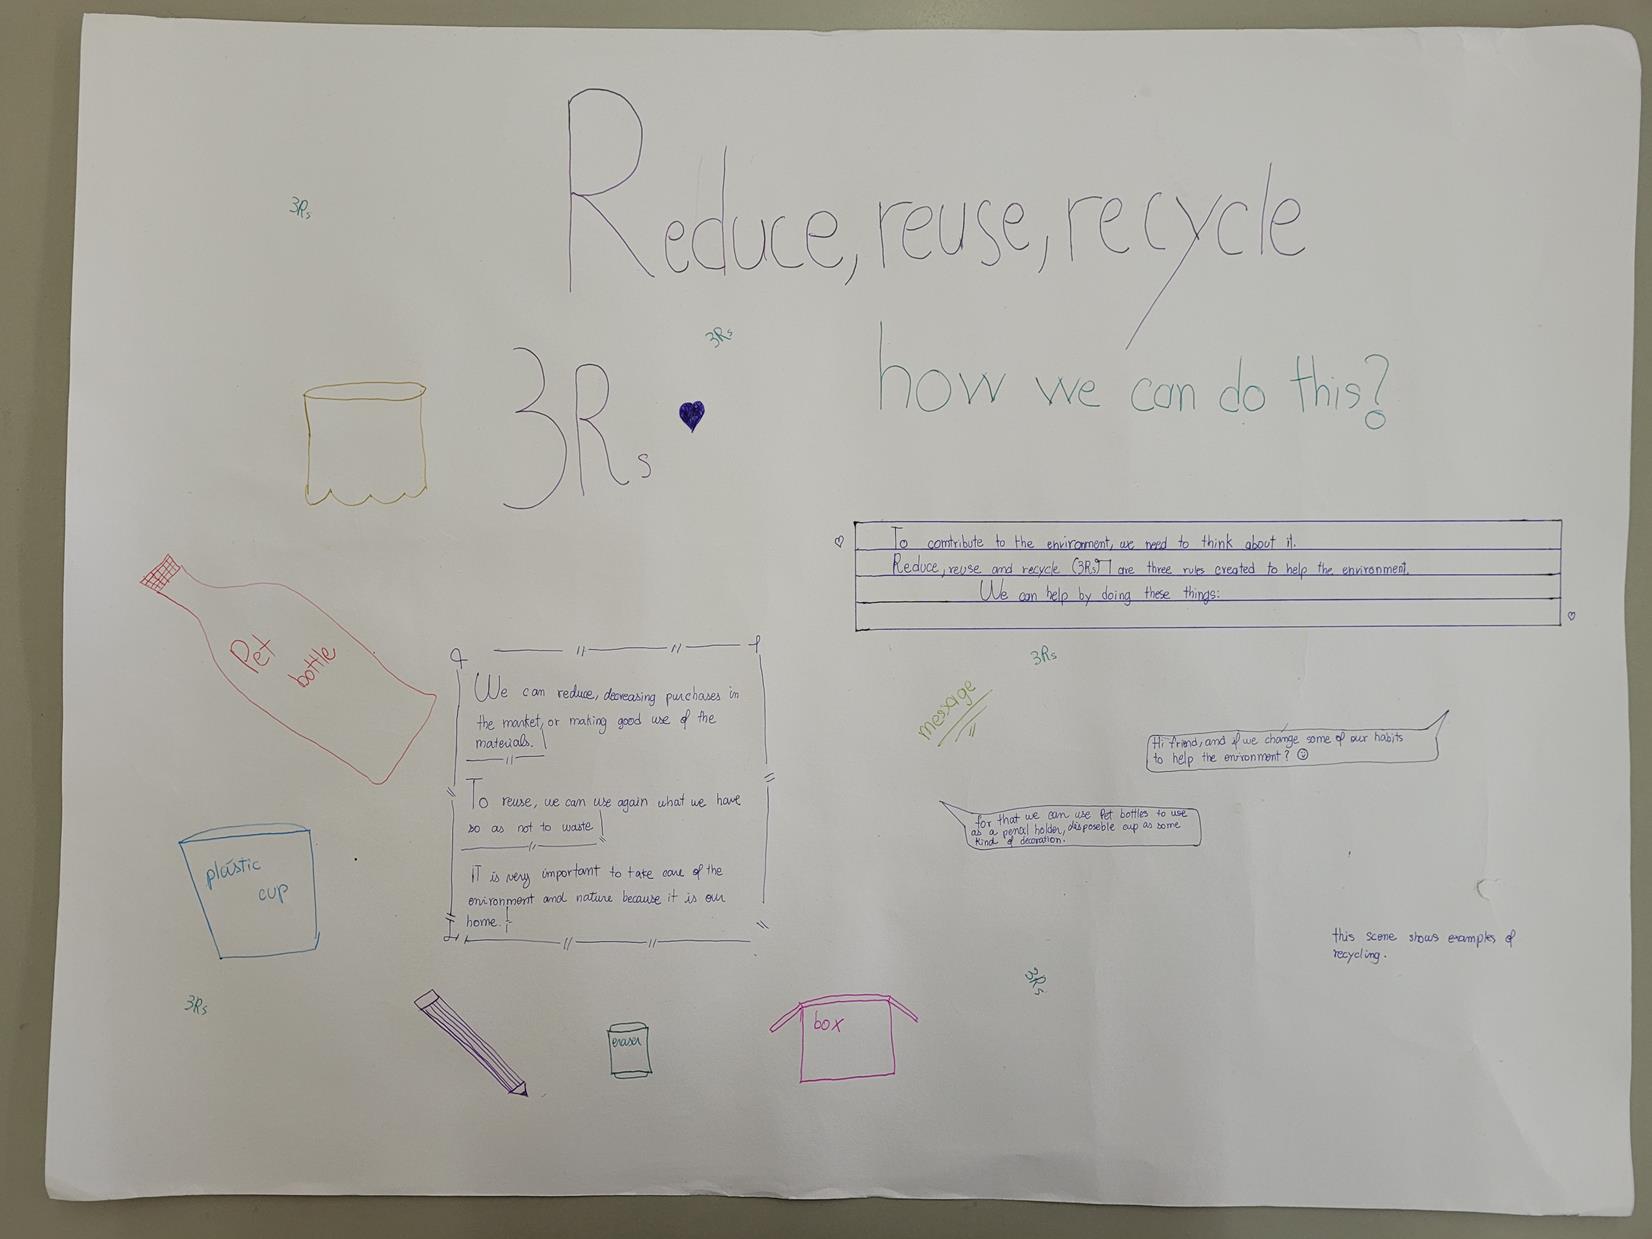 Reduce, reuse, recycle
3Rs
3Rs
3Rs
how we can do this?
To comtribute to the environment, we need to think about it.
Reduce, reuse and recycle (3Rs) are three rules created to help the environment.
We can help by doing these things:
Pet
bottle
We can reduce, decreasing purchases in
the market, or making good use of the
materials.
To reuse, we can use again what we have
so as not to waste
IT is very important to take care of the
environment and nature because it is our
home.
3Rs
message
Hi friend, and if we change some of our habits
to help the environment?
for that we can use Pet bottles to use
as a pencil holder, disposeble cup as some
kind of decoration.
plástic
cup
this scene shows examples of
recycling.
3Rs
3Rs
eraser
box